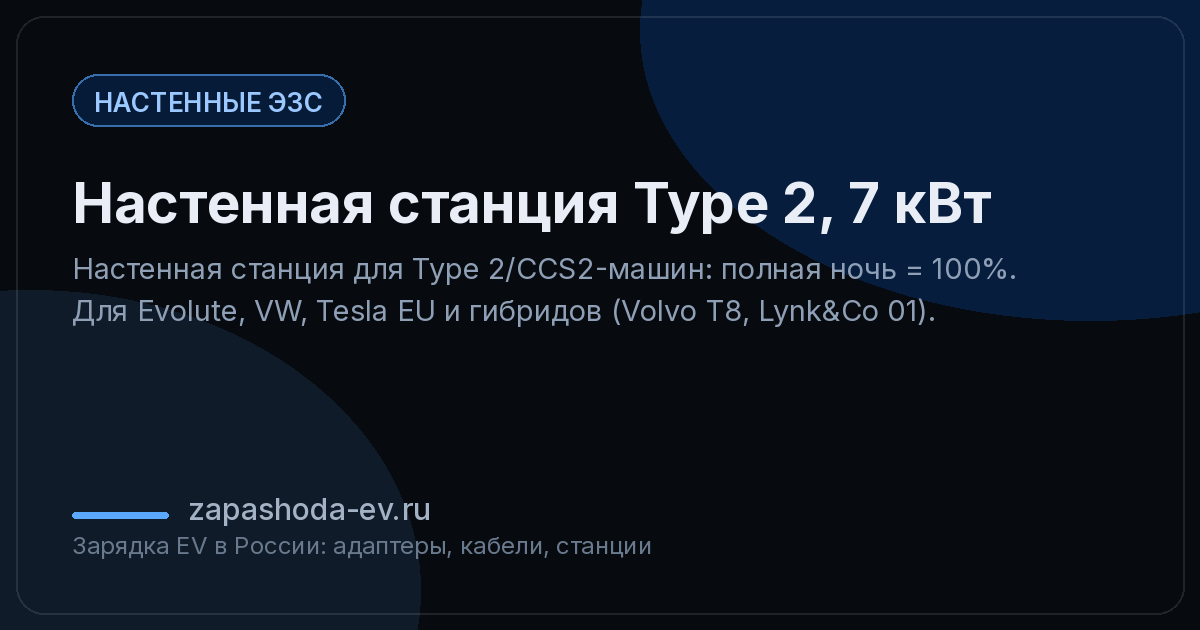 НАСТЕННЫЕ ЭЗС
Настенная станция Type 2, 7 кВт
Настенная станция для Type 2/CCS2-машин: полная ночь = 100%.
Для Evolute, VW, Tesla EU и гибридов (Volvo T8, Lynk&Co 01).
zapashoda-ev.ru
Зарядка EV в России: адаптеры, кабели, станции